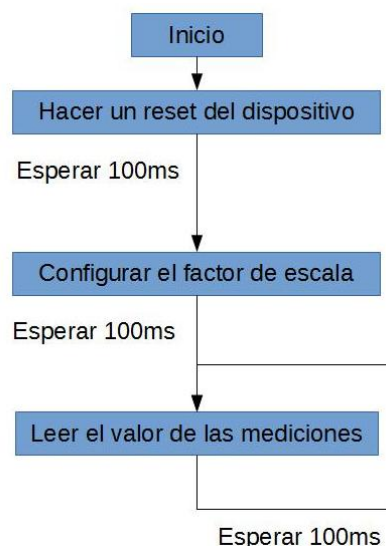 Inicio
Hacer un reset del dispositivo
Esperar 100ms
Configurar el factor de escala
Esperar 100ms
Leer el valor de las mediciones
Esperar 100ms